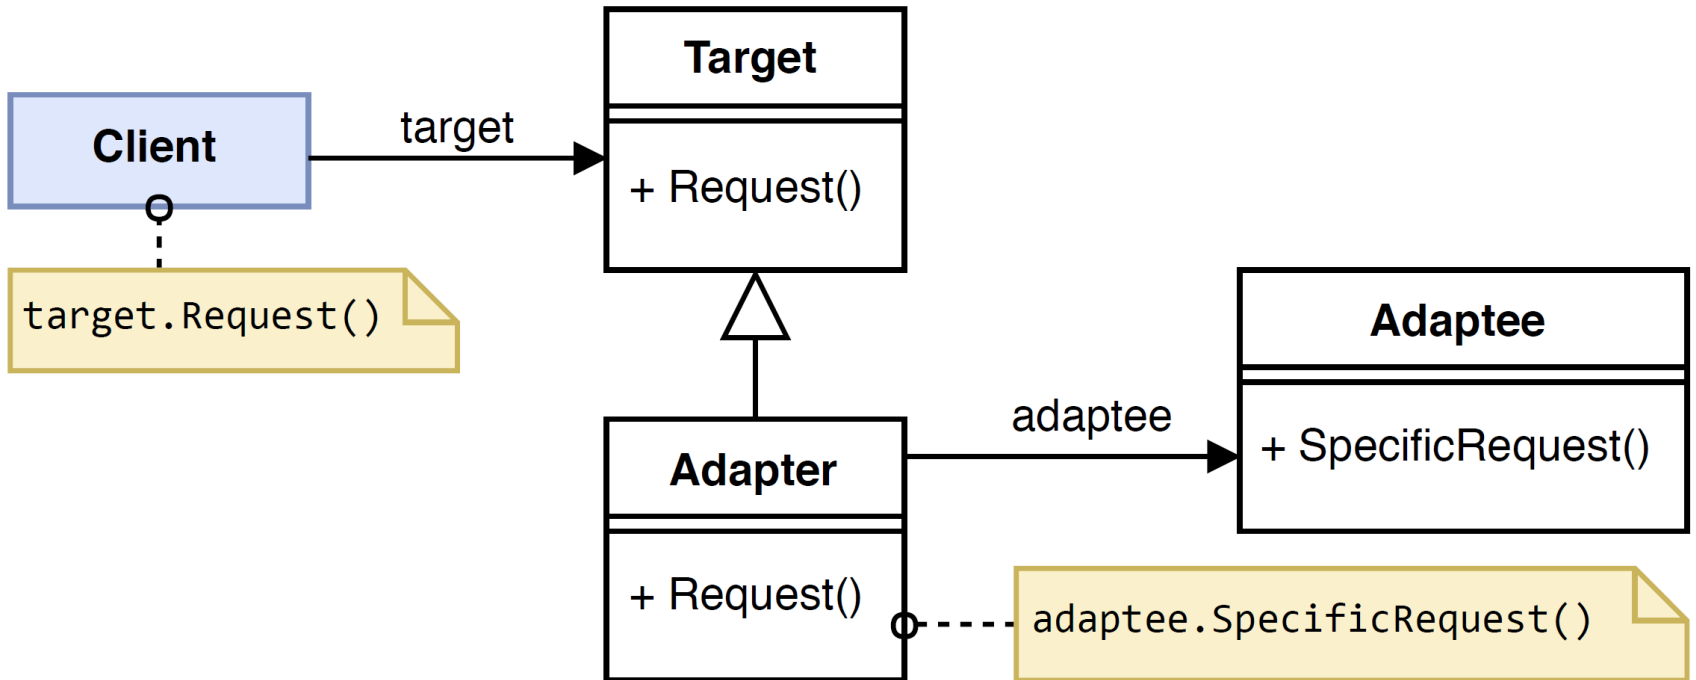 Target
Client
target
+ Request()
target.Request()
Adaptee
adaptee
+ SpecificRequest()
Adapter
+ Request()
adaptee.SpecificRequest()